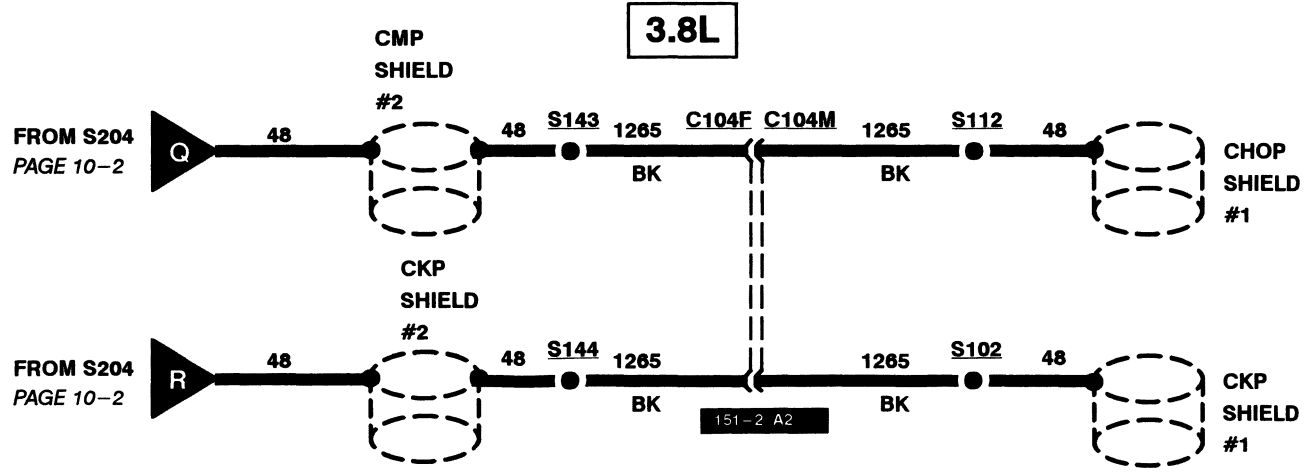 3.8L
CMP
SHIELD
#2
FROM S204
PAGE 10-2
Q
48
48
S143
1265
BK
C104F
C104M
1265
BK
S112
48
CHOP
SHIELD
#1
CKP
SHIELD
#2
FROM S204
PAGE 10-2
R
48
48
S144
1265
BK
1265
BK
S102
48
CKP
SHIELD
#1
151-2 A2